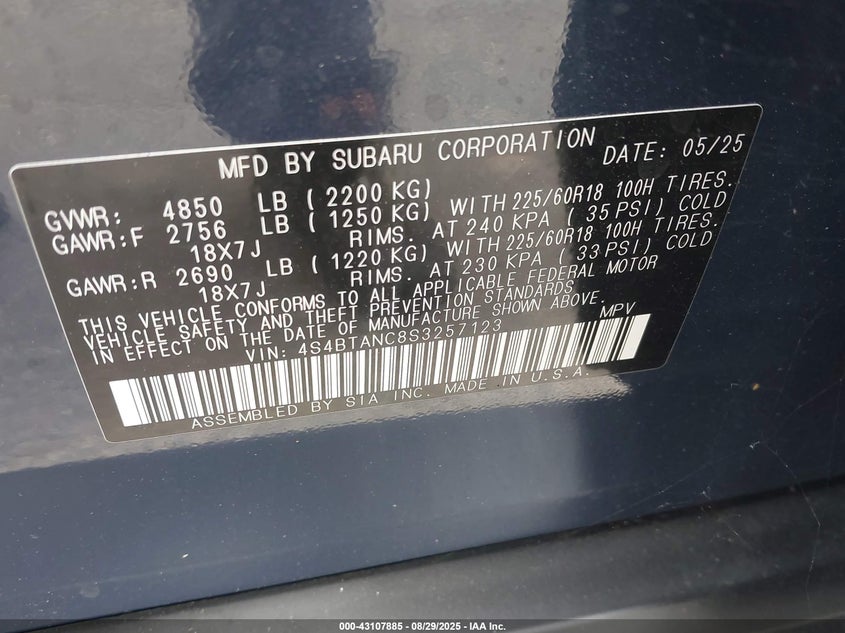 MFD BY SUBARU CORPORATION DATE: 05/25
GVWR: 4850 LB (2200 KG)
GAWR:F 2756 LB (1250 KG) WITH 225/60R18 100H TIRES.
18X7J RIMS. AT 240 KPA (35 PSI) COLD
GAWR:R 2690 LB (1220 KG) WITH 225/60R18 100H TIRES.
18X7J RIMS. AT 230 KPA 33 PSI) COLD
THIS VEHICLE CONFORMS TO ALL APPLICABLE FEDERAL MOTOR
VEHICLE SAFETY AND THEFT PREVENTION STANDARDS
IN EFFECT ON THE DATE OF MANUFACTURE SHOWN ABOVE.
VIN: 4S4BTANC8S3257123 MPV
ASSEMBLED BY SIA INC. MADE IN U.S.A.
000-43107885 - 08/29/2025 - IAA Inc.